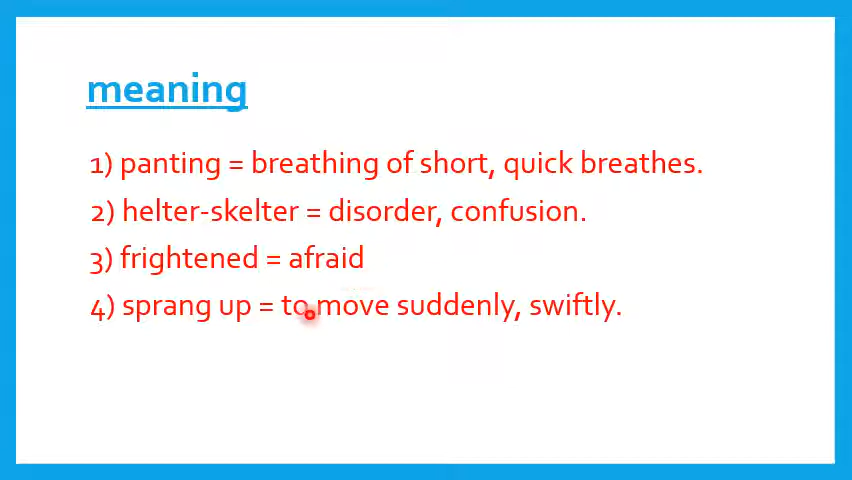 meaning
1) panting = breathing of short, quick breathes.
2) helter-skelter = disorder, confusion.
3) frightened = afraid
4) sprang up = to move suddenly, swiftly.